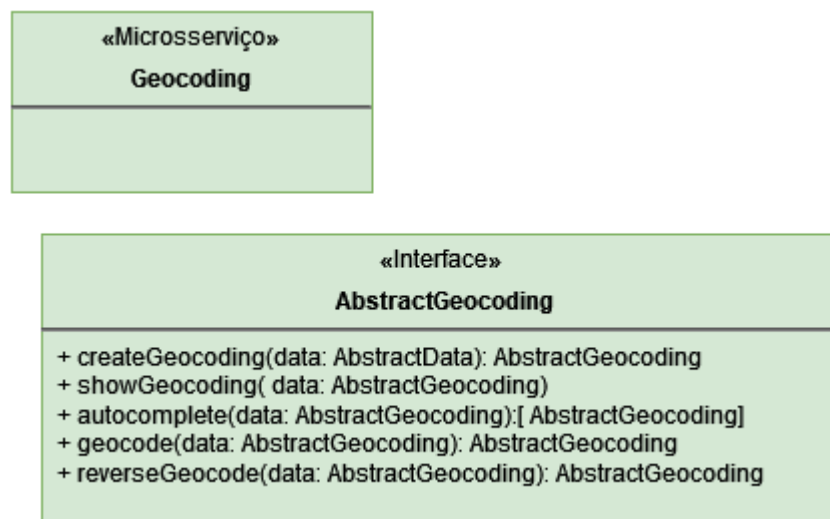 «Microsserviço»
Geocoding
«Interface»
AbstractGeocoding
+ createGeocoding(data: AbstractData): AbstractGeocoding
+ showGeocoding( data: AbstractGeocoding)
+ autocomplete(data: AbstractGeocoding):[ AbstractGeocoding]
+ geocode(data: AbstractGeocoding): AbstractGeocoding
+ reverseGeocode(data: AbstractGeocoding): AbstractGeocoding